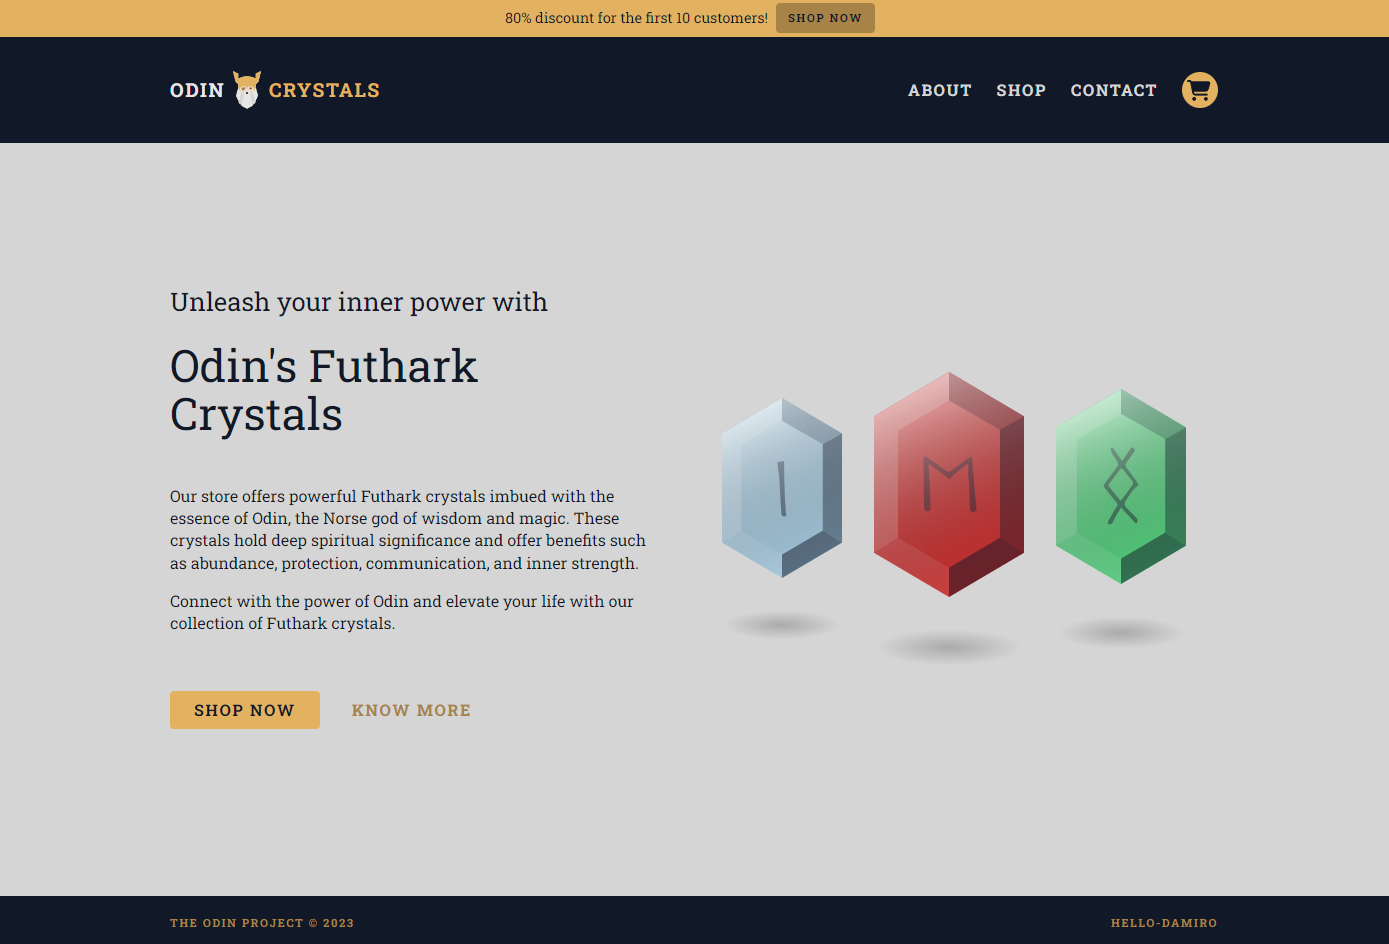 80% discount for the first 10 customers! SHOP NOW
ODIN CRYSTALS
ABOUT SHOP CONTACT
Unleash your inner power with
Odin's Futhark
Crystals
Our store offers powerful Futhark crystals imbued with the
essence of Odin, the Norse god of wisdom and magic. These
crystals hold deep spiritual significance and offer benefits such
as abundance, protection, communication, and inner strength.
Connect with the power of Odin and elevate your life with our
collection of Futhark crystals.
ᛁ ᛖ ᛝ
SHOP NOW KNOW MORE
THE ODIN PROJECT © 2023 HELLO-DAMIRO